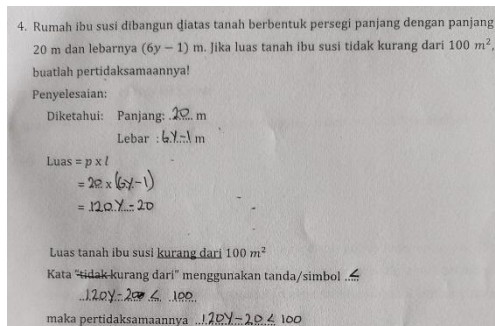 4. Rumah ibu susi dibangun diatas tanah berbentuk persegi panjang dengan panjang
20 m dan lebarnya (6y − 1) m. Jika luas tanah ibu susi tidak kurang dari 100 m²,
buatlah pertidaksamaannya!
Penyelesaian:
Diketahui: Panjang: ..20.. m
Lebar : 6y-1 m
Luas = p x l
= 20 x (6y-1)
= 120y - 20
Luas tanah ibu susi kurang dari 100 m²
Kata "tidak kurang dari" menggunakan tanda/simbol ..≤
..120y-20 ≤ 100
maka pertidaksamaannya ..120y-20 ≤ 100